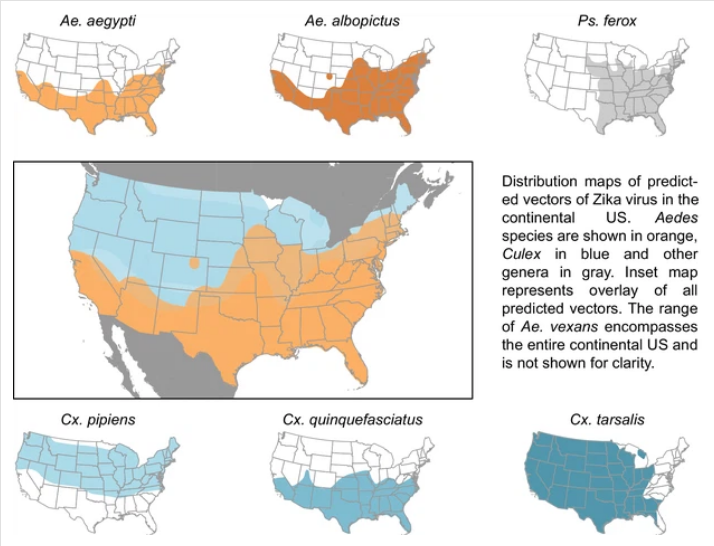 Ae. aegypti
Ae. albopictus
Ps. ferox
Distribution maps of predict-
ed vectors of Zika virus in the
continental US. Aedes
species are shown in orange,
Culex in blue and other
genera in gray. Inset map
represents overlay of all
predicted vectors. The range
of Ae. vexans encompasses
the entire continental US and
is not shown for clarity.
Cx. pipiens
Cx. quinquefasciatus
Cx. tarsalis